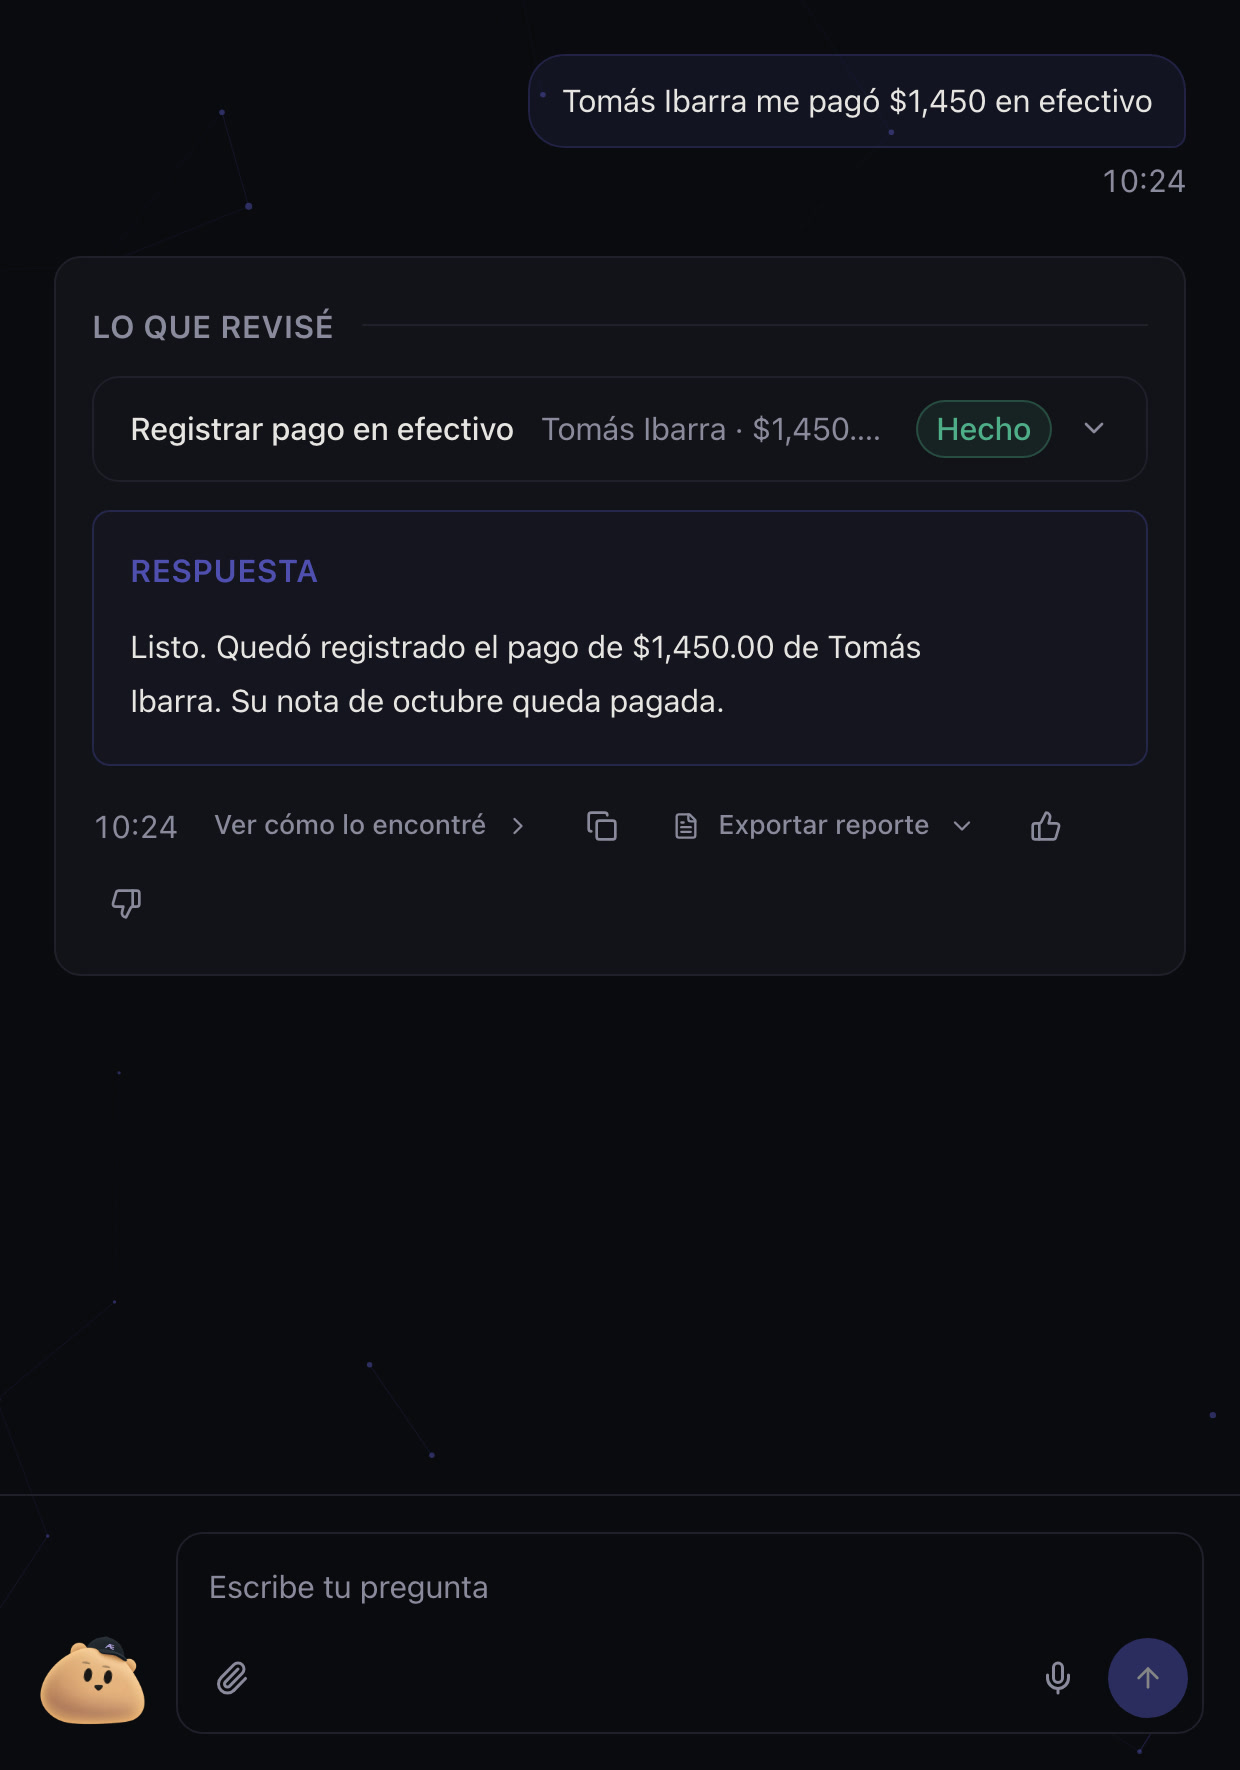 Tomás Ibarra me pagó $1,450 en efectivo
10:24
LO QUE REVISÉ
Registrar pago en efectivo Tomás Ibarra · $1,450.... Hecho
RESPUESTA
Listo. Quedó registrado el pago de $1,450.00 de Tomás
Ibarra. Su nota de octubre queda pagada.
10:24 Ver cómo lo encontré Exportar reporte
Escribe tu pregunta